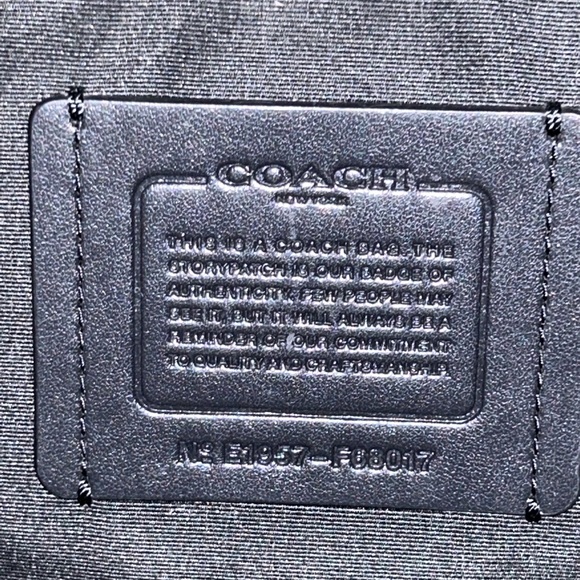 COACH
NEW YORK
THIS IS A COACH BAG. THE
STORYPATCH IS OUR BADGE OF
AUTHENTICITY. FEW PEOPLE MAY
SEE IT, BUT IT WILL ALWAYS BE A
REMINDER OF OUR COMMITMENT
TO QUALITY AND CRAFTSMANSHIP.
Nº E1957-F68017